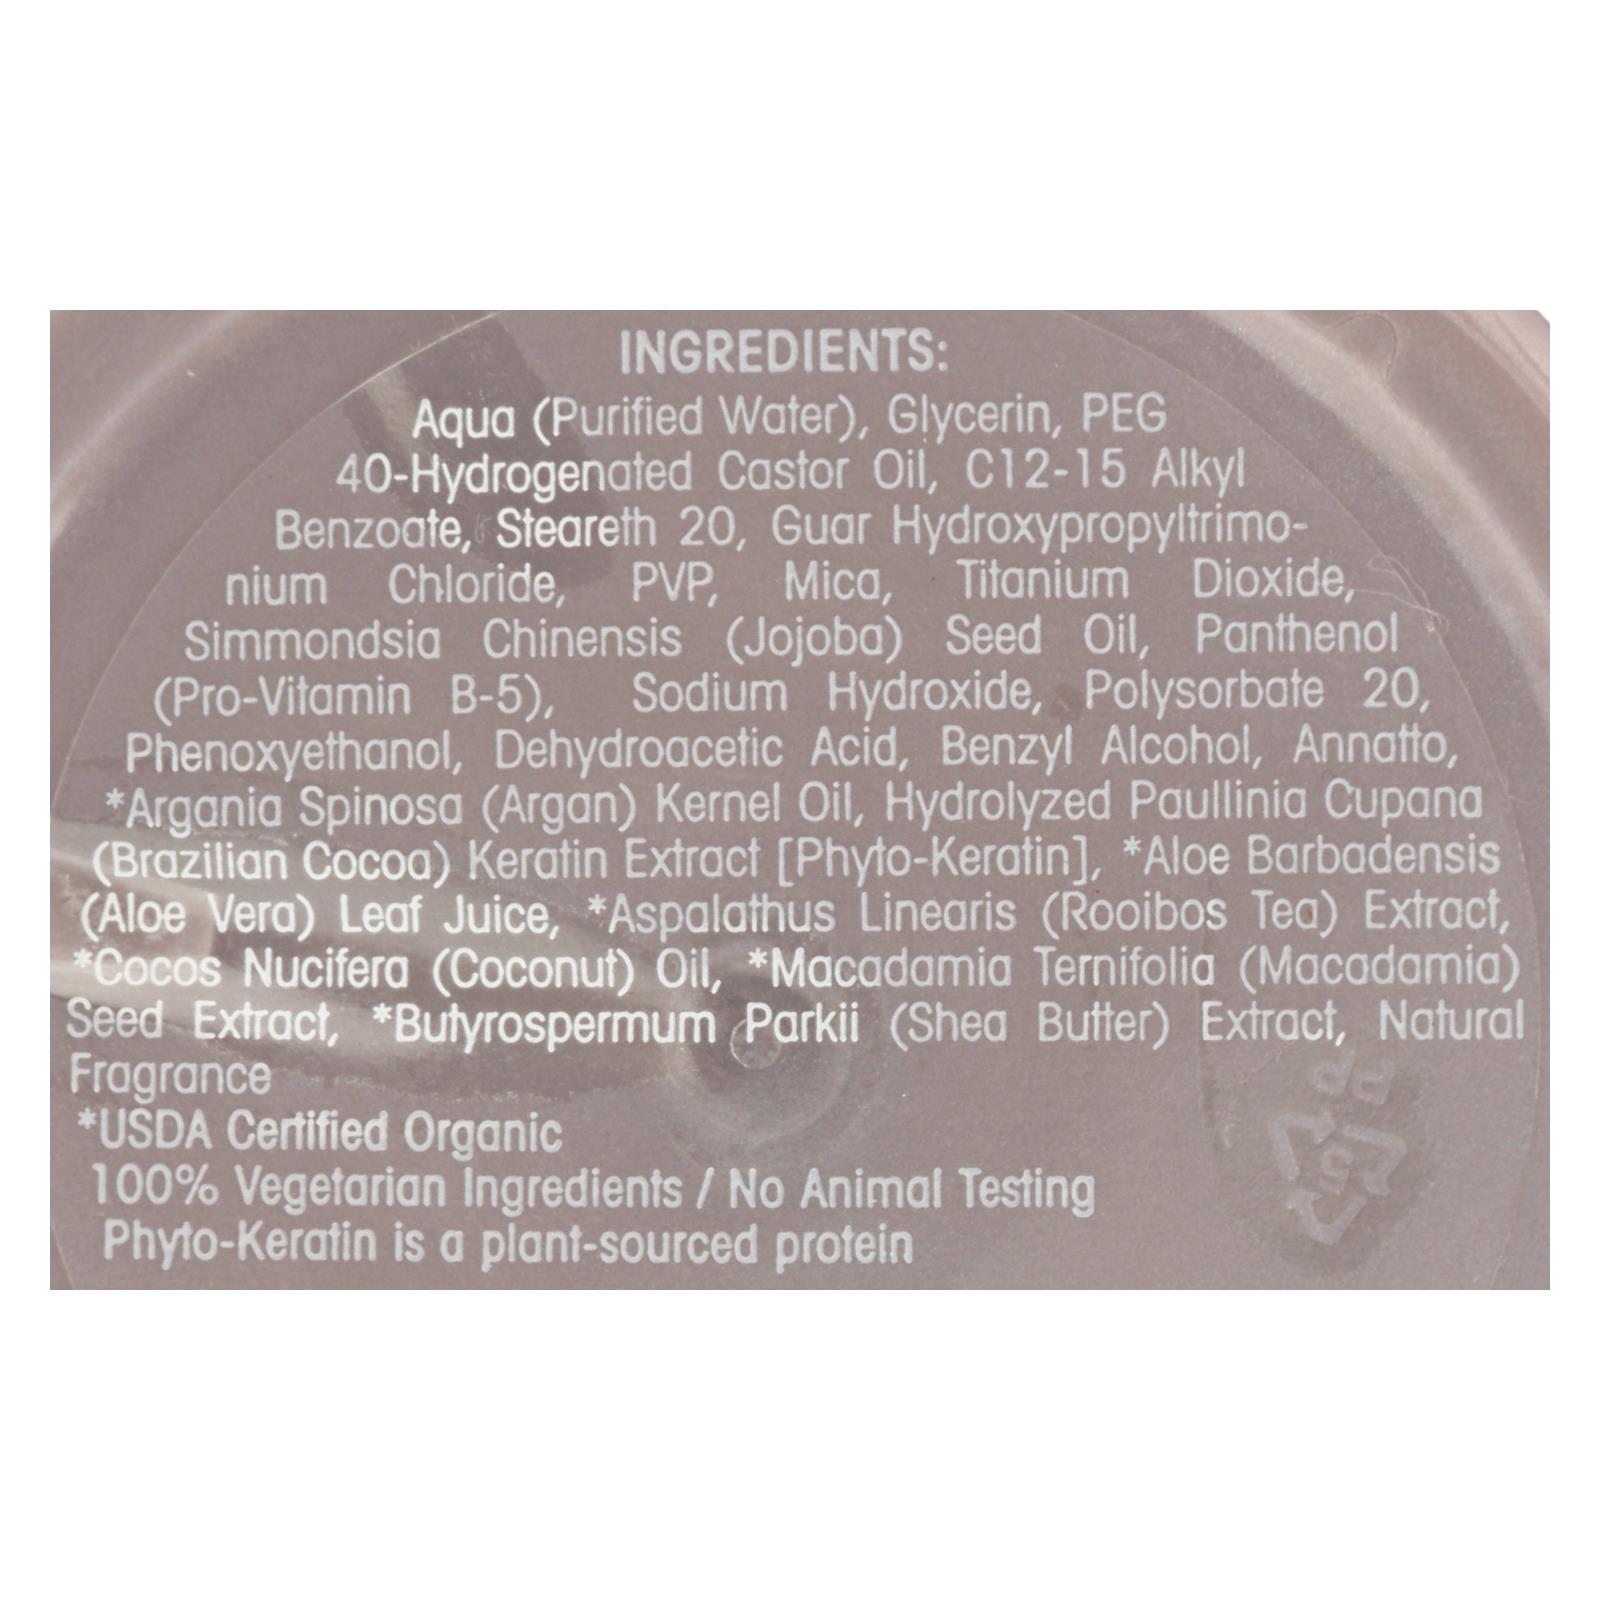 INGREDIENTS:
Aqua (Purified Water), Glycerin, PEG
40-Hydrogenated Castor Oil, C12-15 Alkyl
Benzoate, Steareth 20, Guar Hydroxypropyltrimo-
nium Chloride, PVP, Mica, Titanium Dioxide,
Simmondsia Chinensis (Jojoba) Seed Oil, Panthenol
(Pro-Vitamin B-5), Sodium Hydroxide, Polysorbate 20,
Phenoxyethanol, Dehydroacetic Acid, Benzyl Alcohol, Annatto,
*Argania Spinosa (Argan) Kernel Oil, Hydrolyzed Paullinia Cupana
(Brazilian Cocoa) Keratin Extract [Phyto-Keratin], *Aloe Barbadensis
(Aloe Vera) Leaf Juice, *Aspalathus Linearis (Rooibos Tea) Extract,
*Cocos Nucifera (Coconut) Oil, *Macadamia Ternifolia (Macadamia)
Seed Extract, *Butyrospermum Parkii (Shea Butter) Extract, Natural
Fragrance
*USDA Certified Organic
100% Vegetarian Ingredients / No Animal Testing
Phyto-Keratin is a plant-sourced protein
PP
5